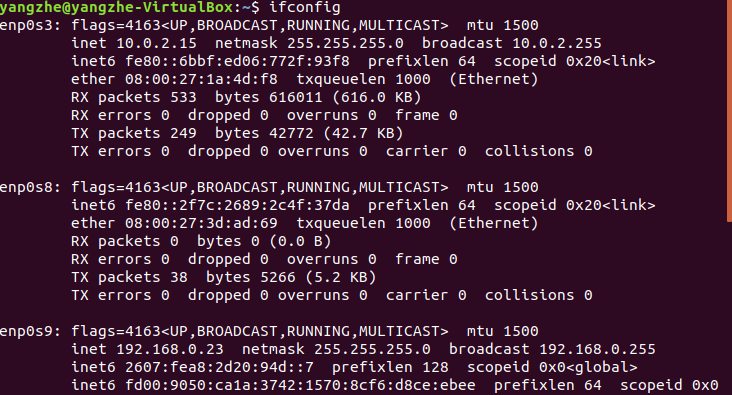 yangzhe@yangzhe-VirtualBox:~$ ifconfig
enp0s3: flags=4163<UP,BROADCAST,RUNNING,MULTICAST>  mtu 1500
        inet 10.0.2.15  netmask 255.255.255.0  broadcast 10.0.2.255
        inet6 fe80::6bbf:ed06:772f:93f8  prefixlen 64  scopeid 0x20<link>
        ether 08:00:27:1a:4d:f8  txqueuelen 1000  (Ethernet)
        RX packets 533  bytes 616011 (616.0 KB)
        RX errors 0  dropped 0  overruns 0  frame 0
        TX packets 249  bytes 42772 (42.7 KB)
        TX errors 0  dropped 0 overruns 0  carrier 0  collisions 0
enp0s8: flags=4163<UP,BROADCAST,RUNNING,MULTICAST>  mtu 1500
        inet6 fe80::2f7c:2689:2c4f:37da  prefixlen 64  scopeid 0x20<link>
        ether 08:00:27:3d:ad:69  txqueuelen 1000  (Ethernet)
        RX packets 0  bytes 0 (0.0 B)
        RX errors 0  dropped 0  overruns 0  frame 0
        TX packets 38  bytes 5266 (5.2 KB)
        TX errors 0  dropped 0 overruns 0  carrier 0  collisions 0
enp0s9: flags=4163<UP,BROADCAST,RUNNING,MULTICAST>  mtu 1500
        inet 192.168.0.23  netmask 255.255.255.0  broadcast 192.168.0.255
        inet6 2607:fea8:2d20:94d::7  prefixlen 128  scopeid 0x0<global>
        inet6 fd00:9050:ca1a:3742:1570:8cf6:d8ce:ebee  prefixlen 64  scopeid 0x0